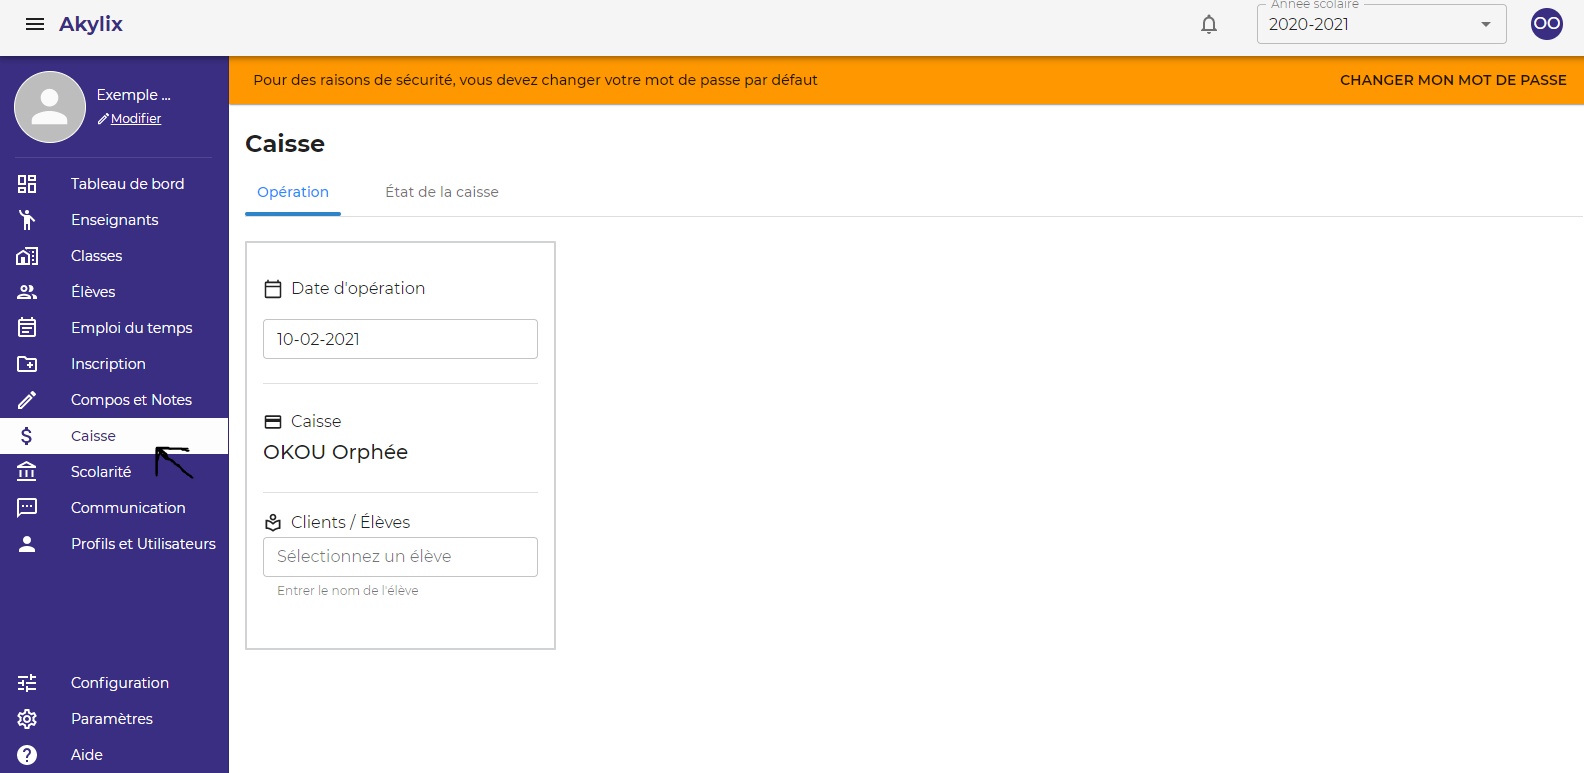 Akylix
Année scolaire
2020-2021
OO
Exemple ...
Modifier
Tableau de bord
Enseignants
Classes
Élèves
Emploi du temps
Inscription
Compos et Notes
Caisse
Scolarité
Communication
Profils et Utilisateurs
Configuration
Paramètres
Aide
Pour des raisons de sécurité, vous devez changer votre mot de passe par défaut
CHANGER MON MOT DE PASSE
Caisse
Opération
État de la caisse
Date d'opération
10-02-2021
Caisse
OKOU Orphée
Clients / Élèves
Sélectionnez un élève
Entrer le nom de l'élève